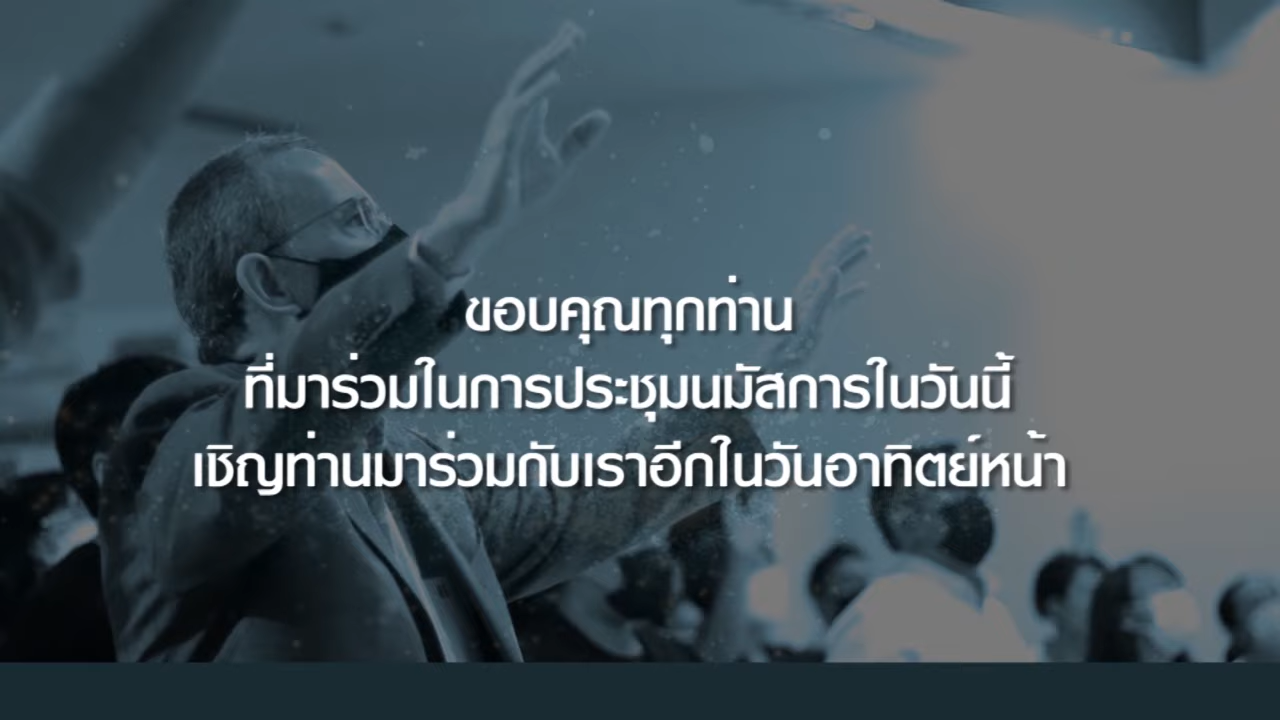 ขอบคุณทุกท่าน
ที่มาร่วมในการประชุมนมัสการในวันนี้
เชิญท่านมาร่วมกับเราอีกในวันอาทิตย์หน้า